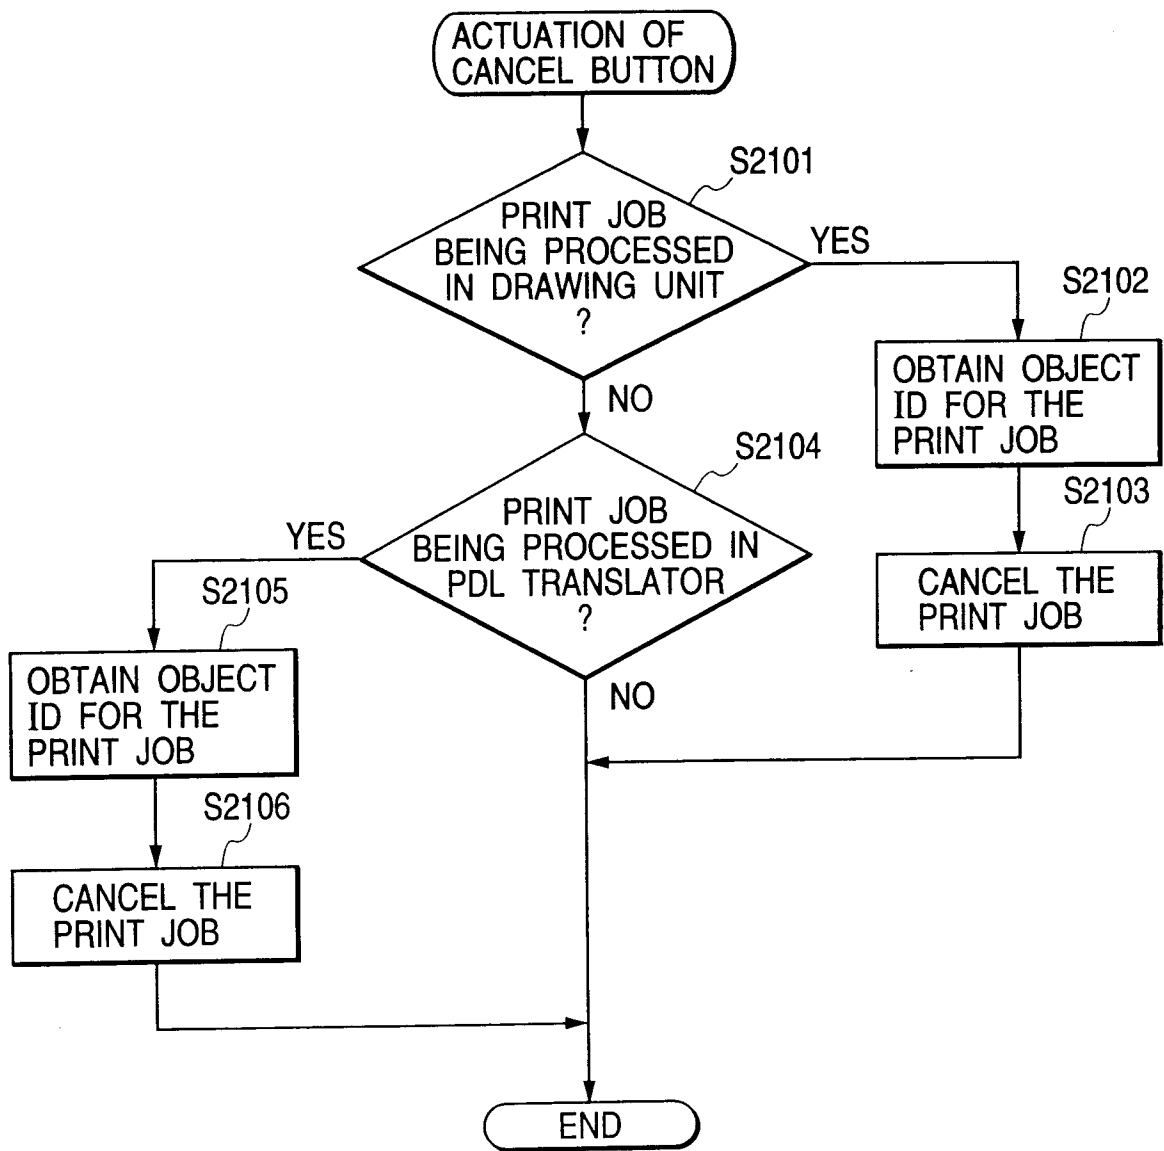 ACTUATION OF
CANCEL BUTTON
S2101
PRINT JOB
BEING PROCESSED
IN DRAWING UNIT
?
YES
S2102
OBTAIN OBJECT
ID FOR THE
PRINT JOB
NO
S2104
S2103
PRINT JOB
BEING PROCESSED IN
PDL TRANSLATOR
?
YES
CANCEL THE
PRINT JOB
S2105
OBTAIN OBJECT
ID FOR THE
PRINT JOB
NO
S2106
CANCEL THE
PRINT JOB
END